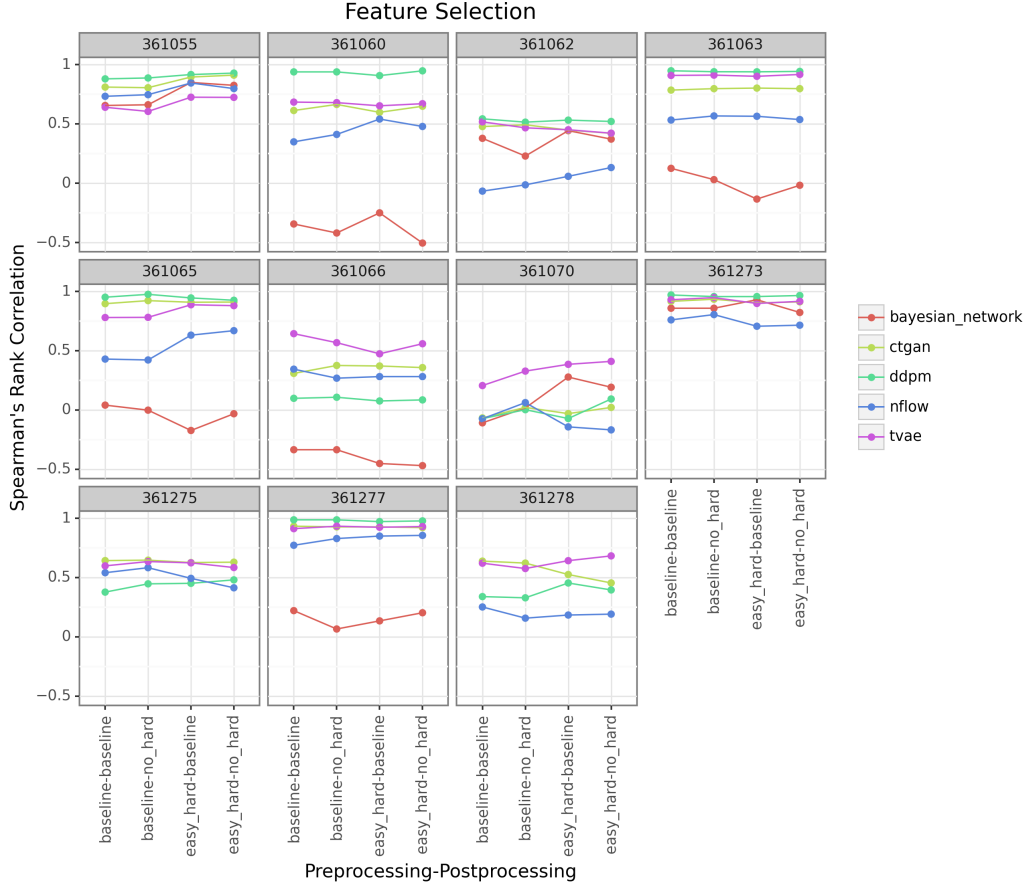 Feature Selection
361055
361060
361062
361063
1
0.5
0
−0.5
361065
361066
361070
361273
1
0.5
0
−0.5
361275
361277
361278
1
0.5
0
−0.5
Spearman's Rank Correlation
baseline-baseline
baseline-no_hard
easy_hard-baseline
easy_hard-no_hard
baseline-baseline
baseline-no_hard
easy_hard-baseline
easy_hard-no_hard
baseline-baseline
baseline-no_hard
easy_hard-baseline
easy_hard-no_hard
baseline-baseline
baseline-no_hard
easy_hard-baseline
easy_hard-no_hard
Preprocessing-Postprocessing
bayesian_network
ctgan
ddpm
nflow
tvae